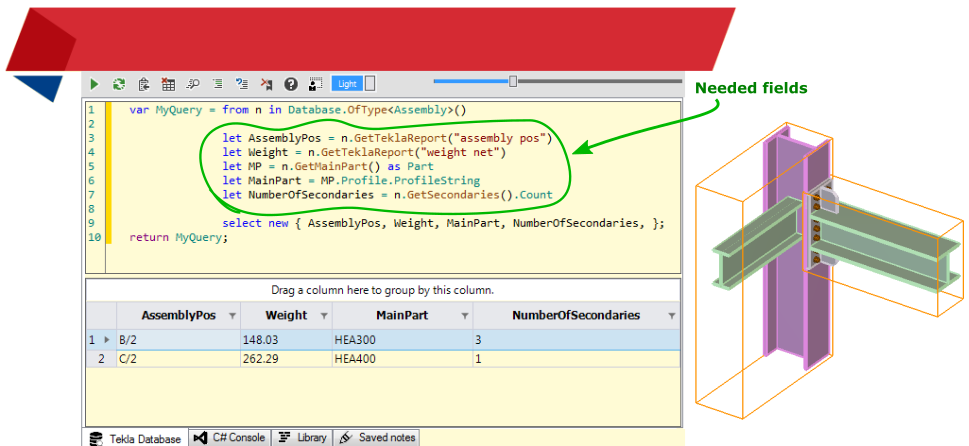 Light
Needed fields
1 var MyQuery = from n in Database.OfType<Assembly>()
2
3 let AssemblyPos = n.GetTeklaReport("assembly pos")
4 let Weight = n.GetTeklaReport("weight net")
5 let MP = n.GetMainPart() as Part
6 let MainPart = MP.Profile.ProfileString
7 let NumberOfSecondaries = n.GetSecondaries().Count
8
9 select new { AssemblyPos, Weight, MainPart, NumberOfSecondaries, };
10 return MyQuery;
Drag a column here to group by this column.
AssemblyPos Weight MainPart NumberOfSecondaries
1 B/2 148.03 HEA300 3
2 C/2 262.29 HEA400 1
Tekla Database C# Console Library Saved notes